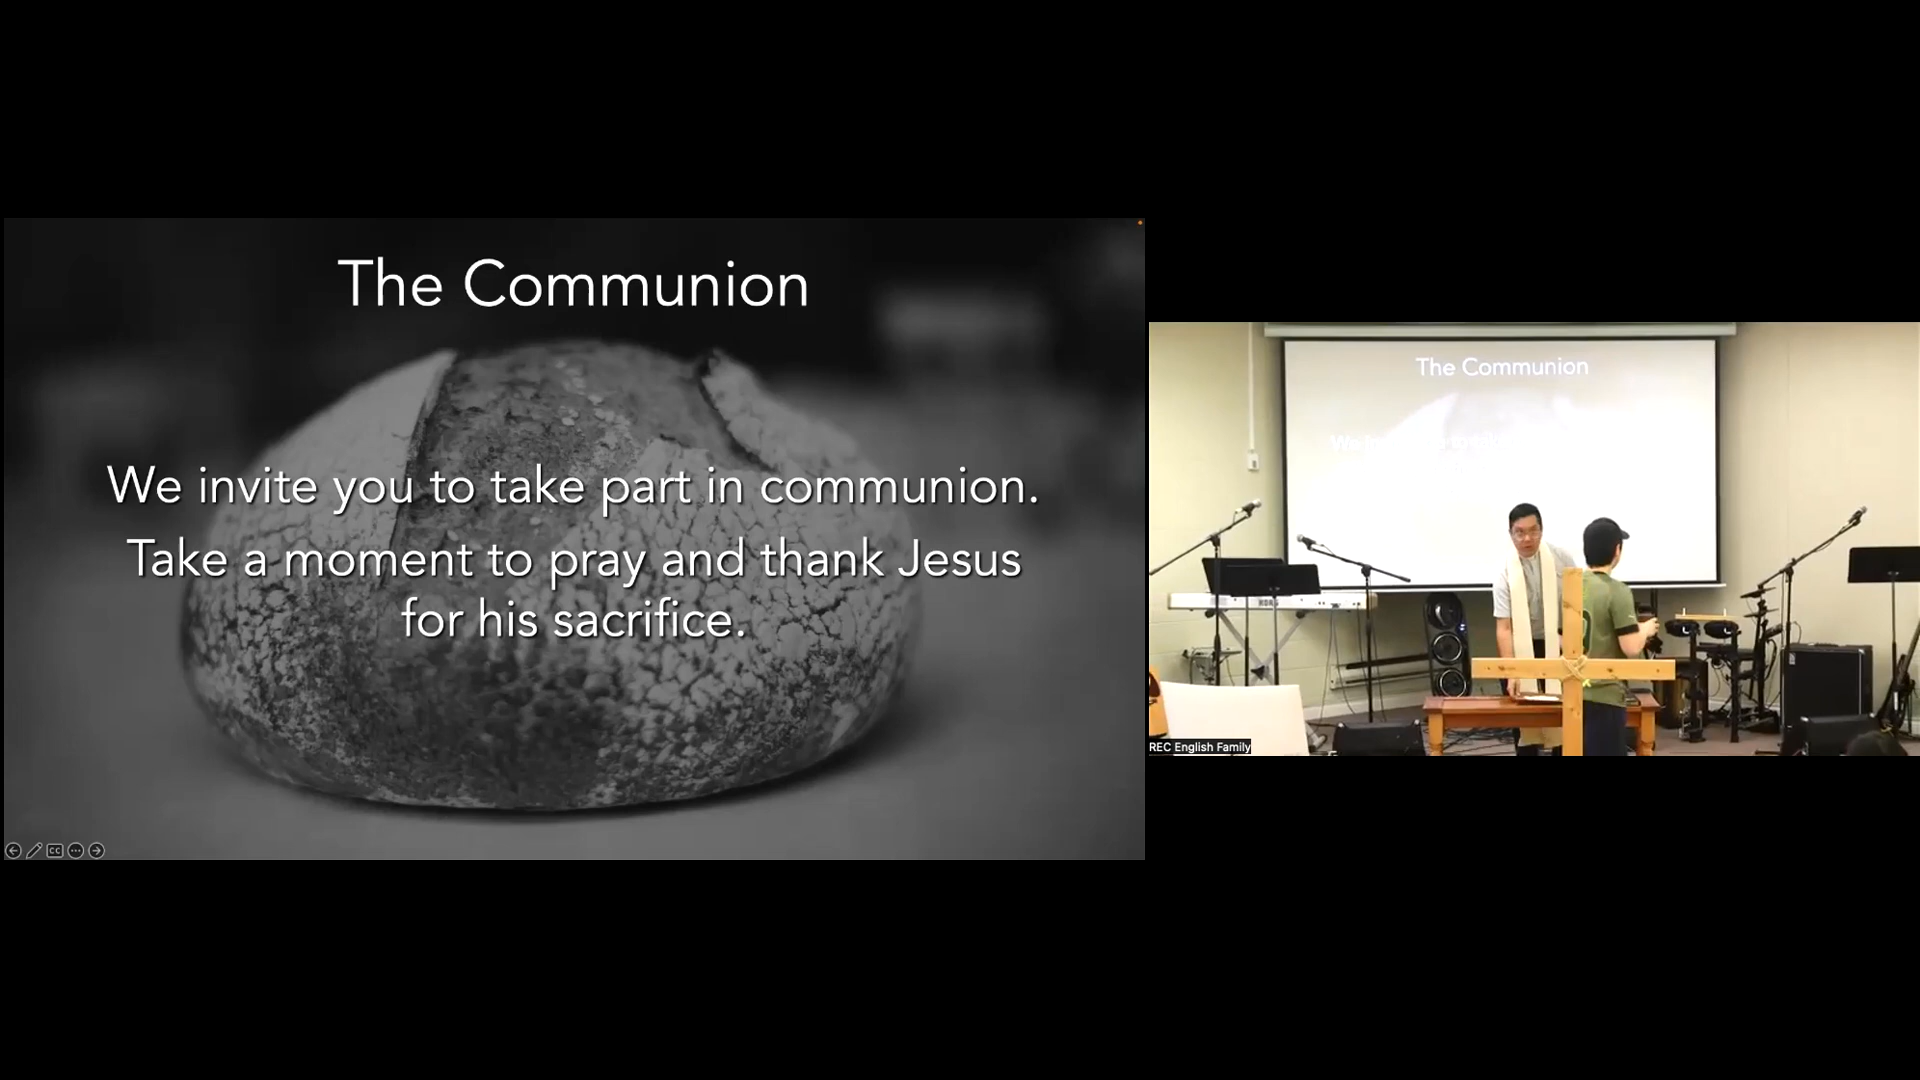 The Communion
We invite you to take part in communion.
Take a moment to pray and thank Jesus
for his sacrifice.
The Communion
REC English Family
KORG